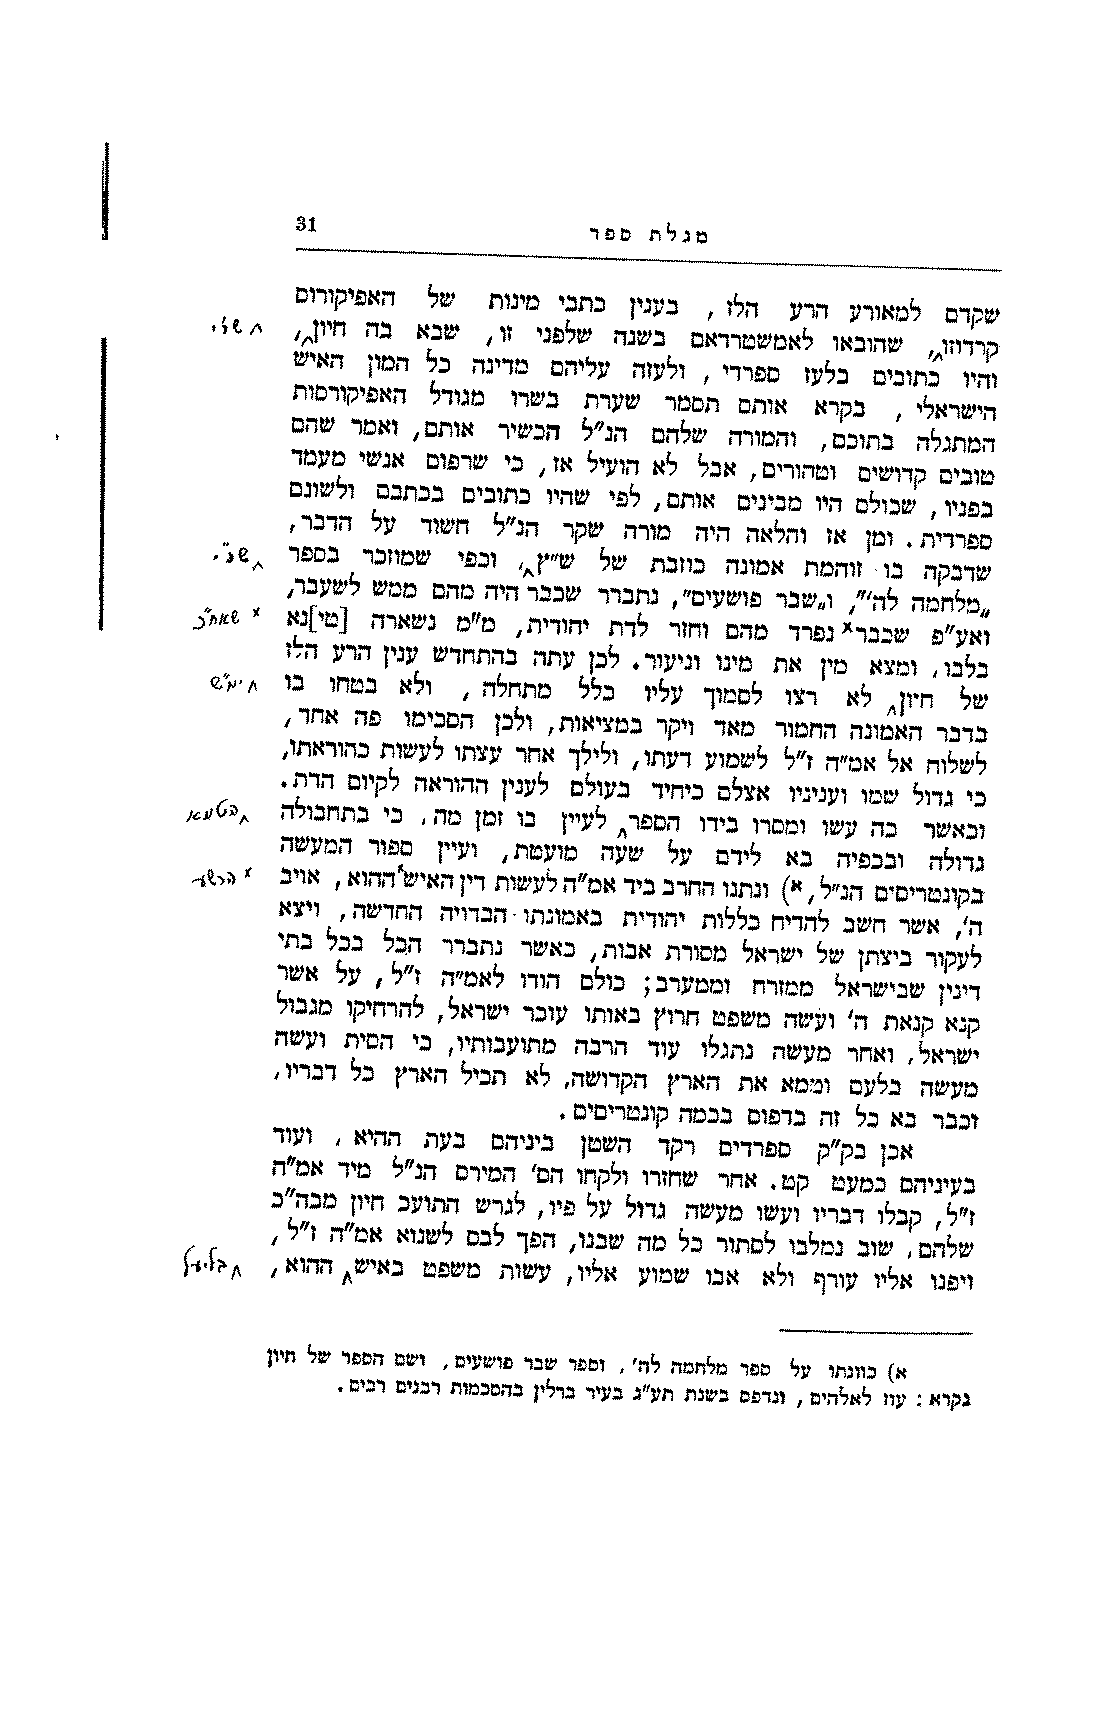 מגלת ספר 31
שקדם למאורע הרע הלז, בענין כתבי מינות של האפיקורום
קרדוזו, שהובאו לאמשטרדאם בשנה שלפני זו, שבא בה חיון,
והיו כתובים בלעז ספרדי, ולעזה עליהם מדינה כל המון האיש
הישראלי, בקרא אותם תסמר שערת בשרו מגודל האפיקורסות
המתגלה בתוכם, והמורה שלהם הנ"ל הכשיר אותם, ואמר שהם
טובים קדושים וטהורים, אבל לא הועיל אז, כי שרפום אנשי מעמד
בפניו, שכולם היו מבינים אותם, לפי שהיו כתובים בכתבם ולשונם
ספרדית. ומן אז והלאה היה מורה שקר הנ"ל חשוד על הדבר,
שדבקה בו זוהמת אמונה כוזבת של ש"ץ, וכפי שמוזכר בספר ^ שנ"י.
„מלחמה לה'", ו„שבר פושעים", נתברר שכבר היה מהם ממש לשעבר,
ואע"פ שכבר x נפרד מהם וחזר לדת יהודית, מ"מ נשארה [טי]נא
בלבו, ומצא מין את מינו וניעור. לכן עתה בהתחדש ענין הרע הלז
של חיון ^ לא רצו לסמוך עליו כלל מתחלה, ולא בטחו בו ^ ימ"ש
בדבר האמונה החמור מאד ויקר במציאות, ולכן הסכימו פה אחד,
לשלוח אל אמ"ה ז"ל לשמוע דעתו, ולילך אחר עצתו לעשות כהוראתו,
כי גדול שמו ועניניו אצלם כיחיד בעולם לענין ההוראה לקיום הדת.
וכאשר כה עשו ומסרו בידו הספר ^ לעיין בו זמן מה, כי בתחבולה ^ הטמא
גדולה ובכפיה בא לידם על שעה מועטת, ועיין ספור המעשה
בקונטריסים הנ"ל, א) ונתנו החרב ביד אמ"ה לעשות דין האיש x ההוא, אויב x הרשע
ה', אשר חשב להדיח כללות יהודית באמונתו הבדויה החדשה, ויצא
לעקור ביצתן של ישראל מסורת אבות, כאשר נתברר הכל בכל בתי
דינין שבישראל ממזרח וממערב; כולם הודו לאמ"ה ז"ל, על אשר
קנא קנאת ה' ועשה משפט חרוץ באותו עוכר ישראל, להרחיקו מגבול
ישראל, ואחר מעשה נתגלו עוד הרבה מתועבותיו, כי הסית ועשה
מעשה בלעם וטמא את הארץ הקדושה, לא תכיל הארץ כל דבריו,
וכבר בא כל זה בדפוס בכמה קונטריסים.
אכן בק"ק ספרדים רקד השטן ביניהם בעת ההיא, ועוד
בעיניהם כמעט קט. אחר שחזרו ולקחו הס' המירס הנ"ל מיד אמ"ה
ז"ל, קבלו דבריו ועשו מעשה גדול על פיו, לגרש התועב חיון מבה"כ
שלהם, שוב נמלכו לסתור כל מה שבנו, הפך לבם לשנוא אמ"ה ז"ל,
ויפנו אליו עורף ולא אבו שמוע אליו, עשות משפט באיש ^ ההוא, ^ בליעל
א) כוונתו על ספר מלחמה לה', וספר שבר פושעים, ושם הספר של חיון
נקרא: עוז לאלהים, ונדפס בשנת תע"ג בעיר ברלין בהסכמות רבנים רבים.